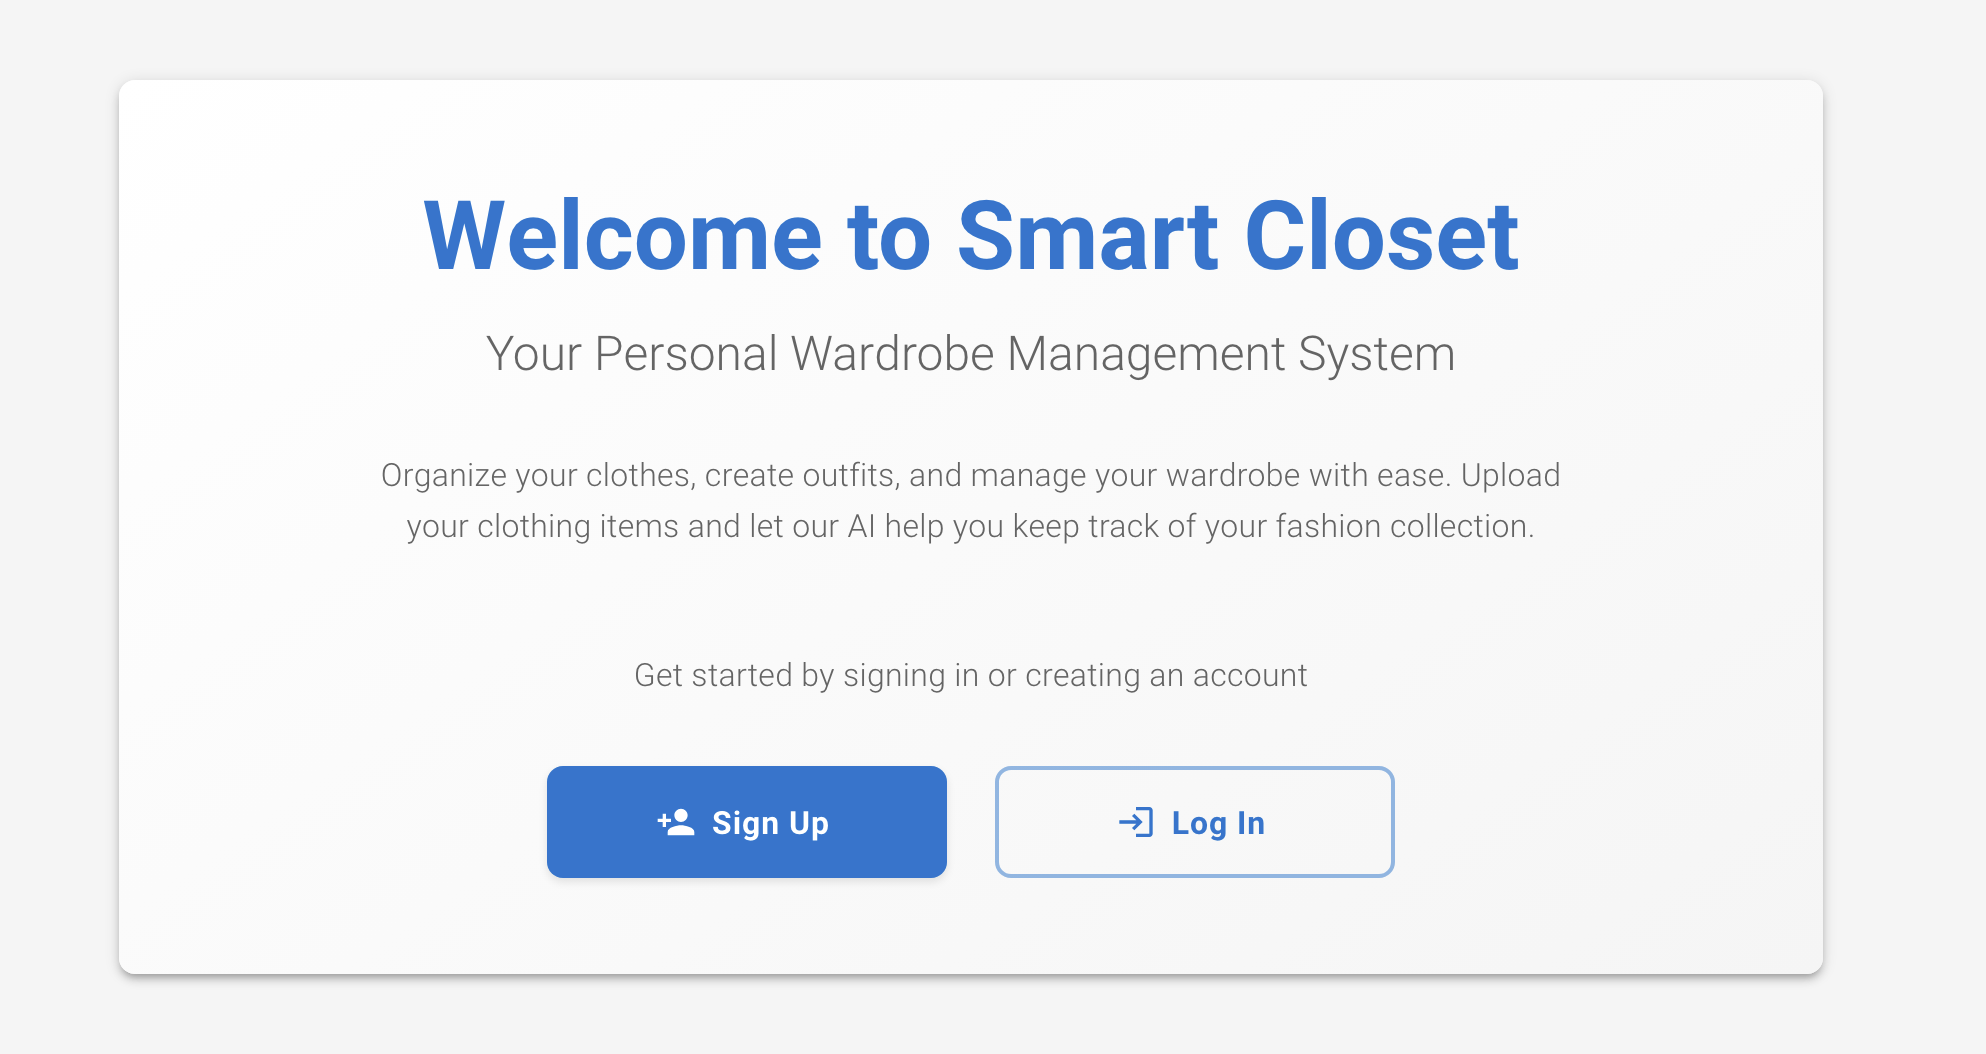 Welcome to Smart Closet
Your Personal Wardrobe Management System
Organize your clothes, create outfits, and manage your wardrobe with ease. Upload
your clothing items and let our AI help you keep track of your fashion collection.
Get started by signing in or creating an account
Sign Up
Log In